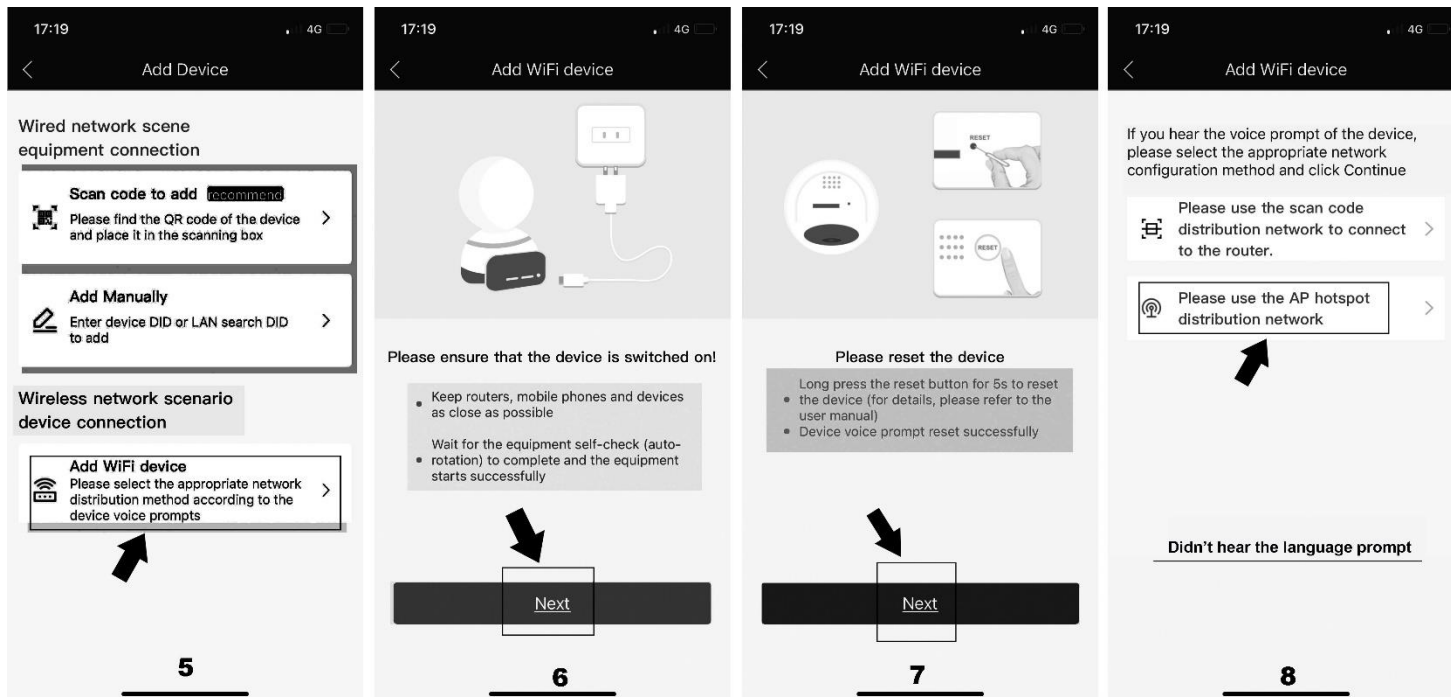 17:19
4G
Add Device
Wired network scene
equipment connection
Scan code to add recommend
Please find the QR code of the device
and place it in the scanning box
Add Manually
Enter device DID or LAN search DID
to add
Wireless network scenario
device connection
Add WiFi device
Please select the appropriate network
distribution method according to the
device voice prompts
5
17:19
4G
Add WiFi device
Please ensure that the device is switched on!
• Keep routers, mobile phones and devices
as close as possible
Wait for the equipment self-check (auto-
• rotation) to complete and the equipment
starts successfully
Next
6
17:19
4G
Add WiFi device
RESET
RESET
Please reset the device
Long press the reset button for 5s to reset
• the device (for details, please refer to the
user manual)
• Device voice prompt reset successfully
Next
7
17:19
4G
Add WiFi device
If you hear the voice prompt of the device,
please select the appropriate network
configuration method and click Continue
Please use the scan code
distribution network to connect
to the router.
Please use the AP hotspot
distribution network
Didn't hear the language prompt
8